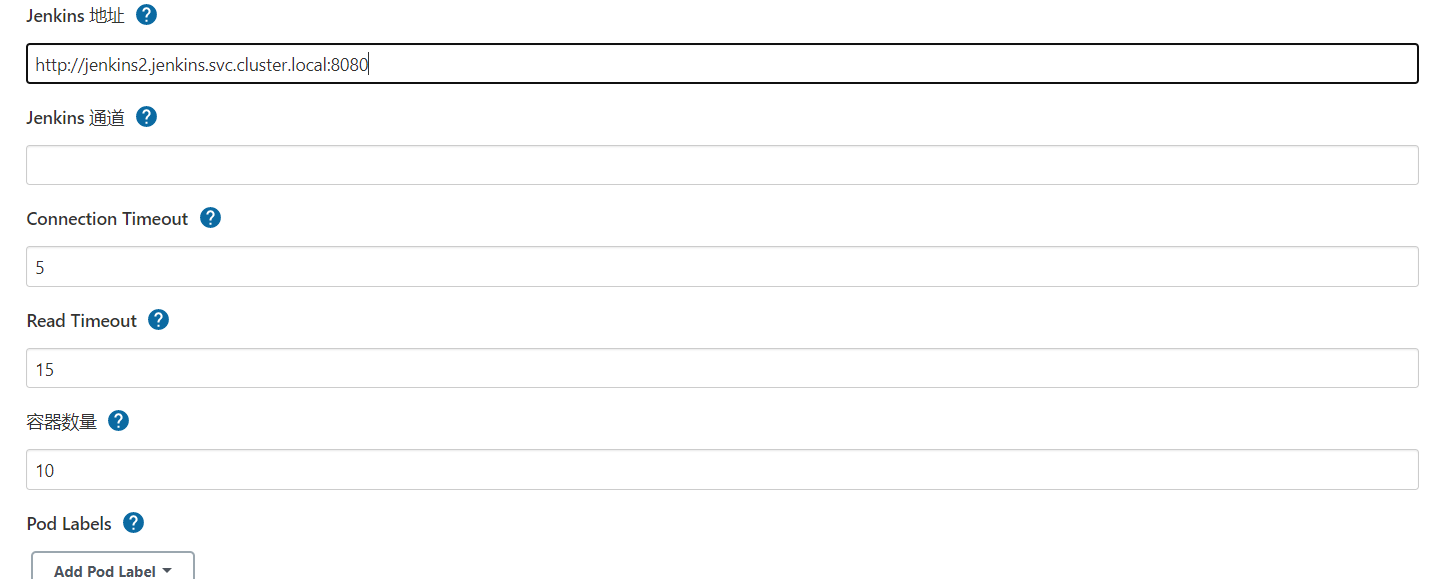 Jenkins 地址 ?
http://jenkins2.jenkins.svc.cluster.local:8080
Jenkins 通道 ?
Connection Timeout ?
5
Read Timeout ?
15
容器数量 ?
10
Pod Labels ?
Add Pod Label